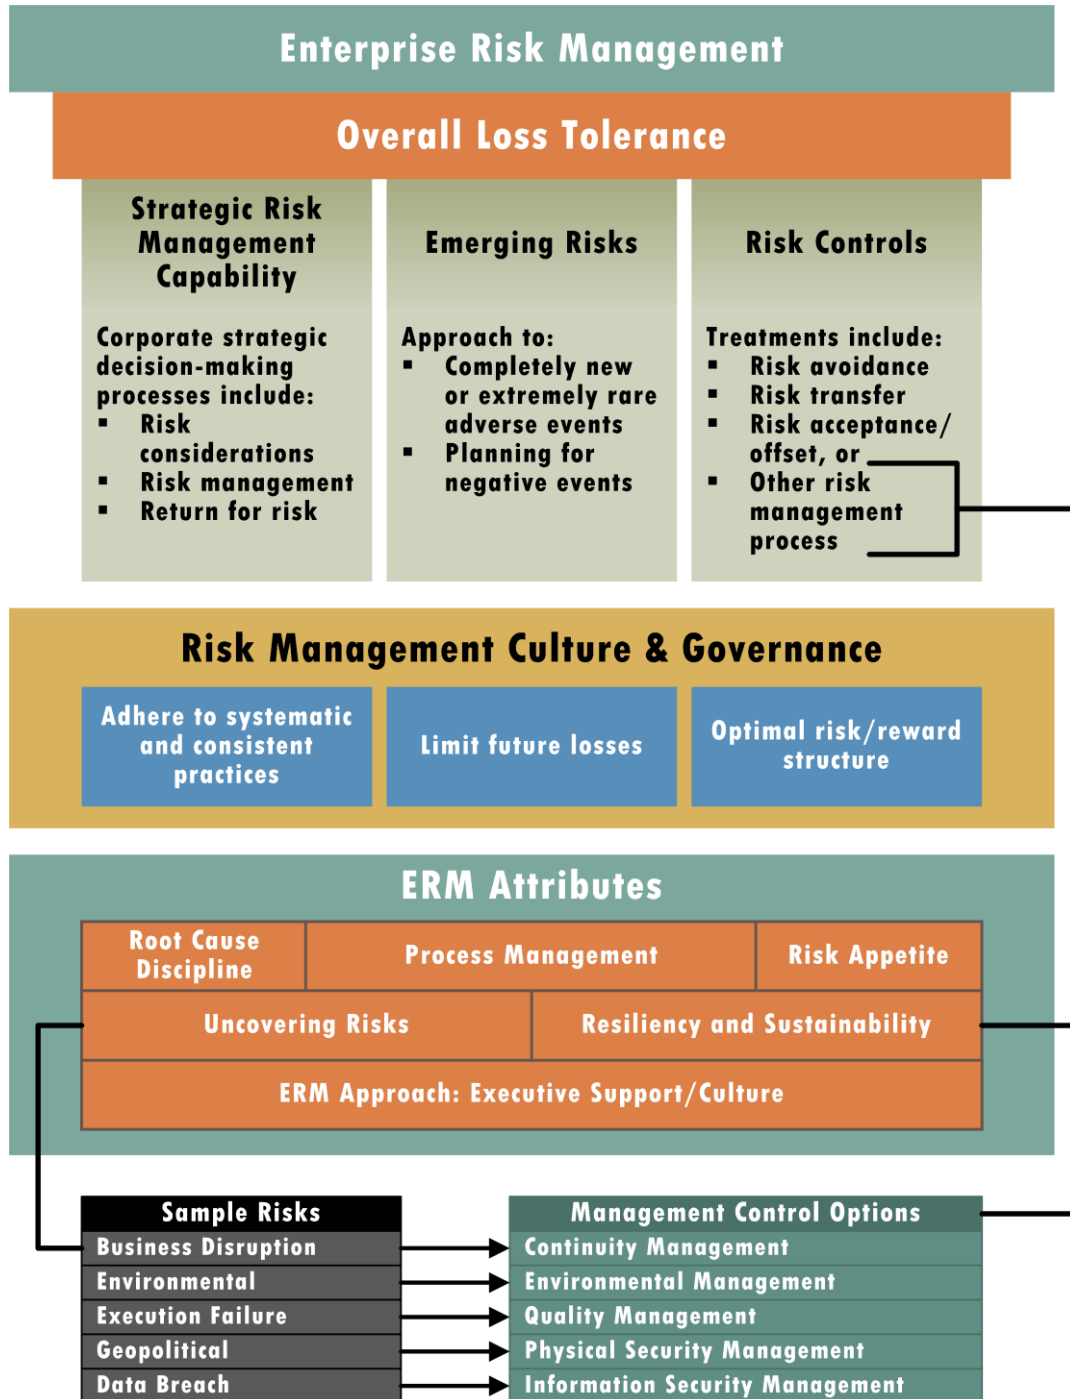 Enterprise Risk Management
Overall Loss Tolerance
Strategic Risk
Management
Capability
Corporate strategic
decision-making
processes include:
▪ Risk
considerations
▪ Risk management
▪ Return for risk
Emerging Risks
Approach to:
▪ Completely new
or extremely rare
adverse events
▪ Planning for
negative events
Risk Controls
Treatments include:
▪ Risk avoidance
▪ Risk transfer
▪ Risk acceptance/
offset, or
▪ Other risk
management
process
Risk Management Culture & Governance
Adhere to systematic
and consistent
practices
Limit future losses
Optimal risk/reward
structure
ERM Attributes
Root Cause
Discipline
Process Management
Risk Appetite
Uncovering Risks
Resiliency and Sustainability
ERM Approach: Executive Support/Culture
Sample Risks
Business Disruption
Environmental
Execution Failure
Geopolitical
Data Breach
Management Control Options
Continuity Management
Environmental Management
Quality Management
Physical Security Management
Information Security Management